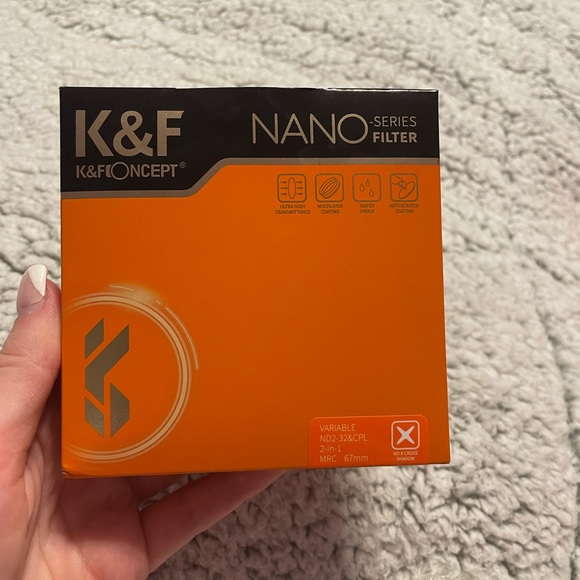 K&F
K&F CONCEPT®
NANO-SERIES
FILTER
ULTRA HIGH
TRANSMITTANCE
MULTILAYER
COATING
WATER
PROOF
ANTI-SCRATCH
COATING
VARIABLE
ND2-32&CPL
2-in-1
MRC 67mm
NO X CROSS
SHADOW